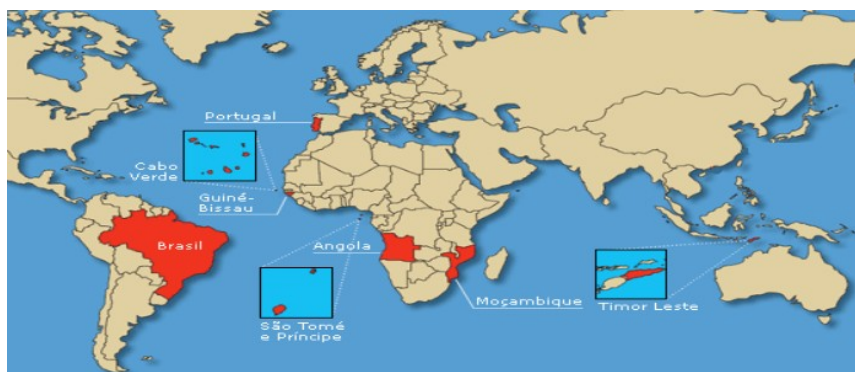 Portugal
Cabo
Verde
Guiné-
Bissau
Brasil
Angola
São Tomé
e Príncipe
Moçambique
Timor Leste